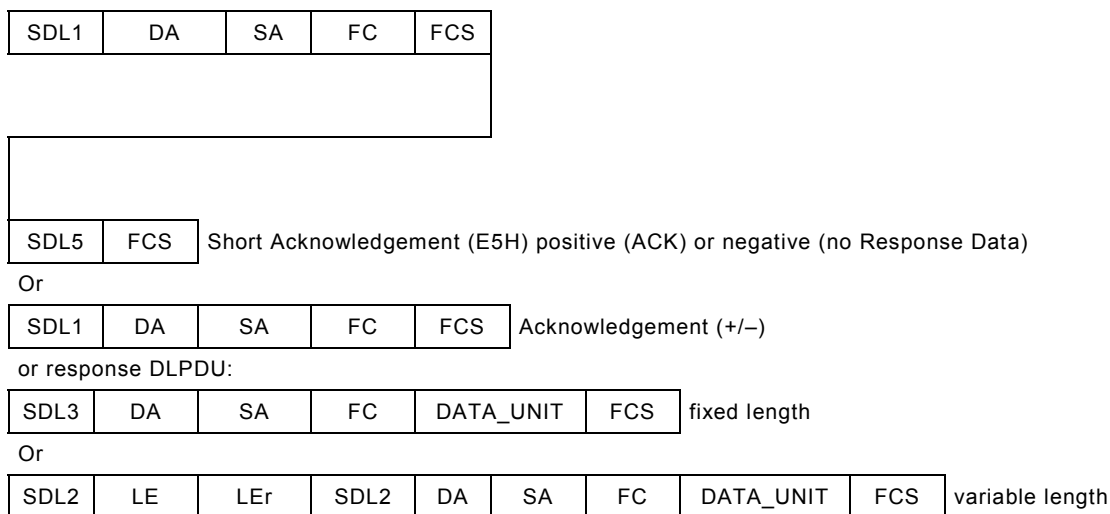 SDL1 DA SA FC FCS
SDL5 FCS Short Acknowledgement (E5H) positive (ACK) or negative (no Response Data)
Or
SDL1 DA SA FC FCS Acknowledgement (+/–)
or response DLPDU:
SDL3 DA SA FC DATA_UNIT FCS fixed length
Or
SDL2 LE LEr SDL2 DA SA FC DATA_UNIT FCS variable length